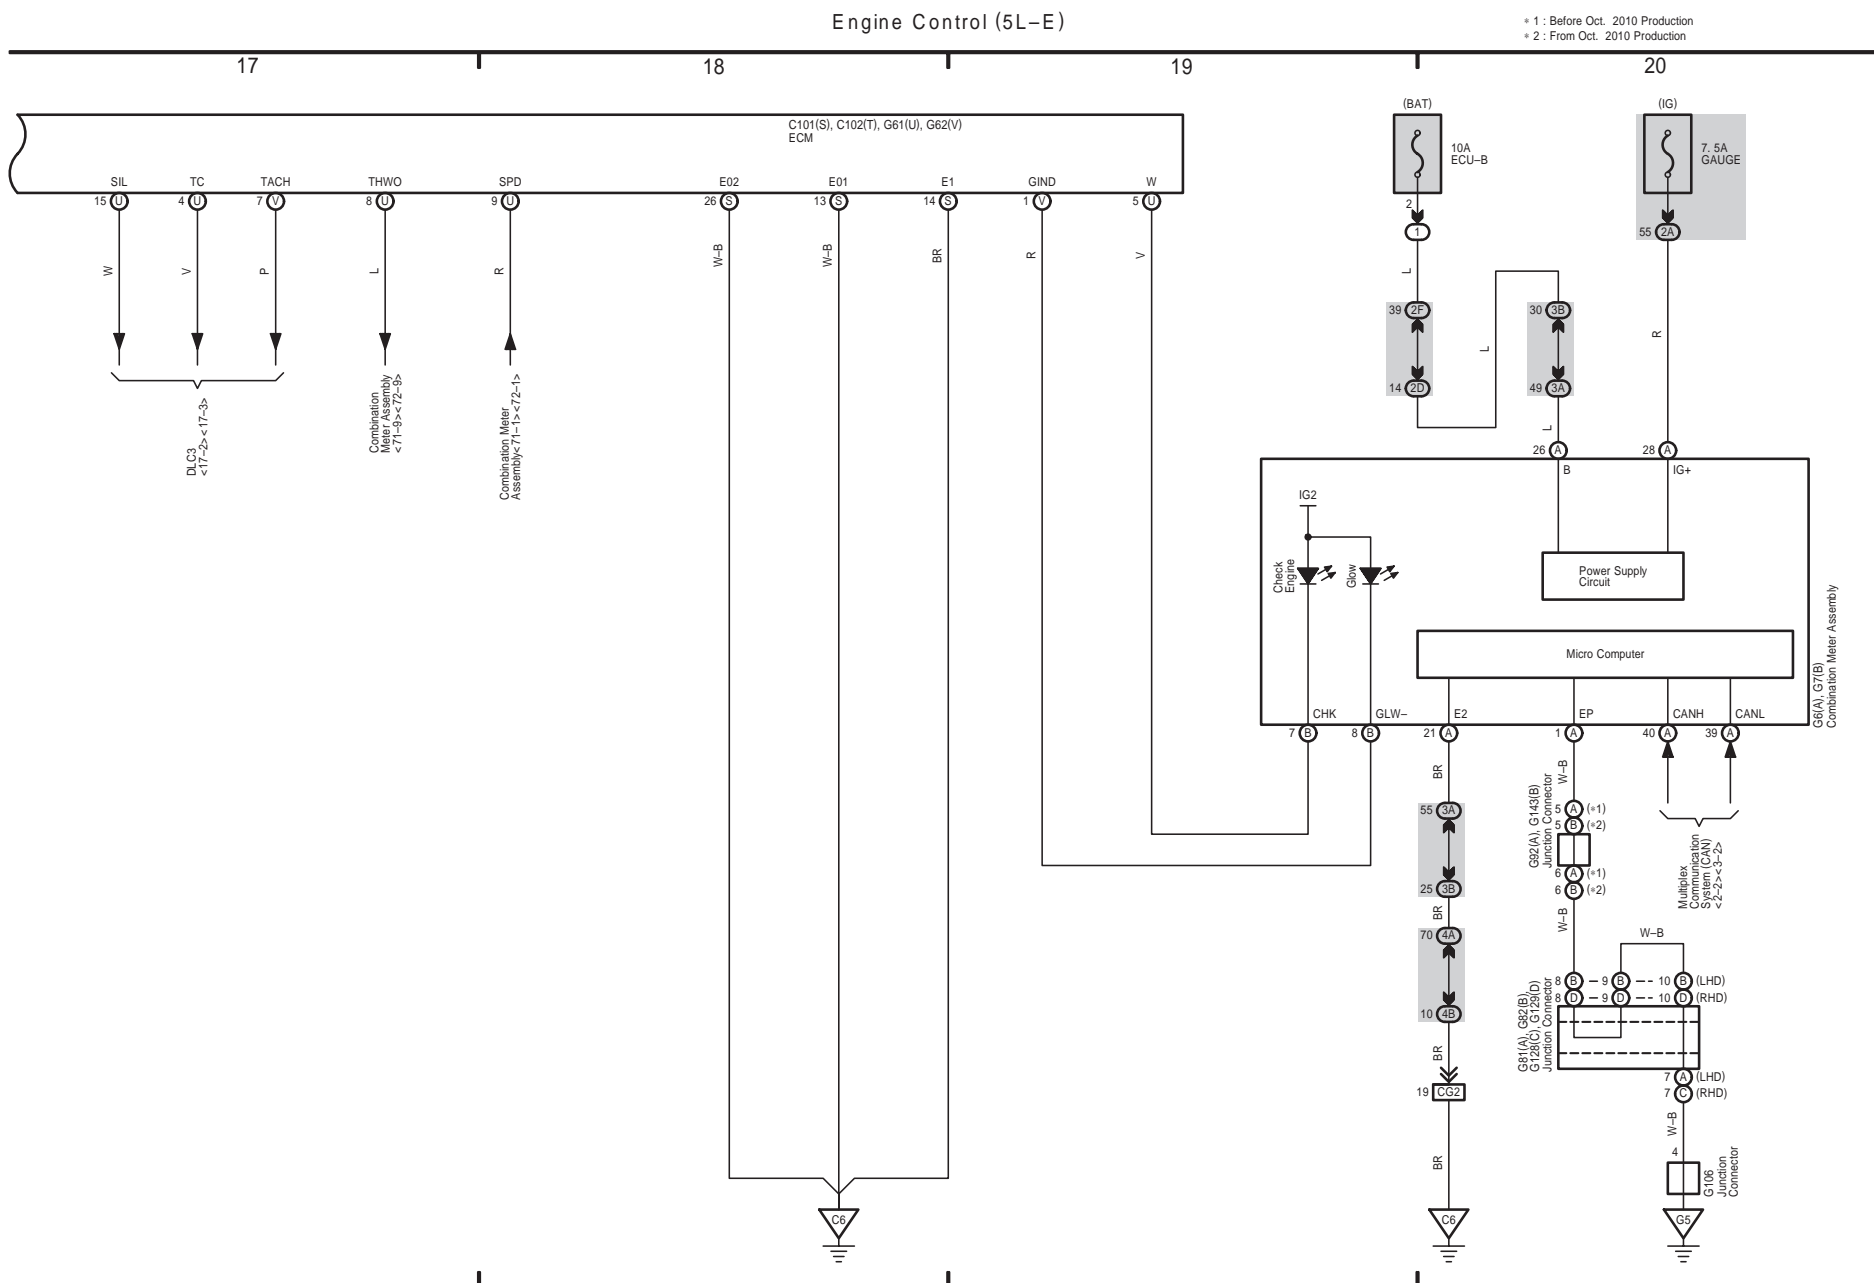 Engine Control (5L–E)
∗ 1 : Before Oct. 2010 Production
∗ 2 : From Oct. 2010 Production
17
18
19
20
C101(S), C102(T), G61(U), G62(V)
ECM
SIL
TC
TACH
THWO
SPD
E02
E01
E1
GIND
W
15 U
4 U
7 V
8 U
9 U
26 S
13 S
14 S
1 V
5 U
W
V
P
L
R
W–B
W–B
BR
R
V
DLC3
<17–2><17–3>
Combination
Meter Assembly
<71–9><72–9>
Combination Meter
Assembly<71–1><72–1>
C6
(BAT)
10A
ECU–B
2
1
L
39 2F
14 2D
L
30 3B
49 3A
L
(IG)
7. 5A
GAUGE
55 2A
R
26 A
28 A
B
IG+
IG2
Check
Engine
Glow
Power Supply
Circuit
Micro Computer
G6(A), G7(B)
Combination Meter Assembly
CHK
GLW–
E2
EP
CANH
CANL
7 B
8 B
21 A
1 A
40 A
39 A
BR
55 3A
25 3B
BR
70 4A
10 4B
BR
19 CG2
BR
C6
W–B
G92(A), G143(B)
Junction Connector
5 A (∗1)
5 B (∗2)
6 A (∗1)
6 B (∗2)
W–B
Multiplex
Communication
System (CAN)
<2–2><3–2>
W–B
8 B 9 B 10 B (LHD)
8 D 9 D 10 D (RHD)
G81(A), G82(B),
G128(C), G129(D)
Junction Connector
7 A (LHD)
7 C (RHD)
W–B
4
G106
Junction
Connector
G5